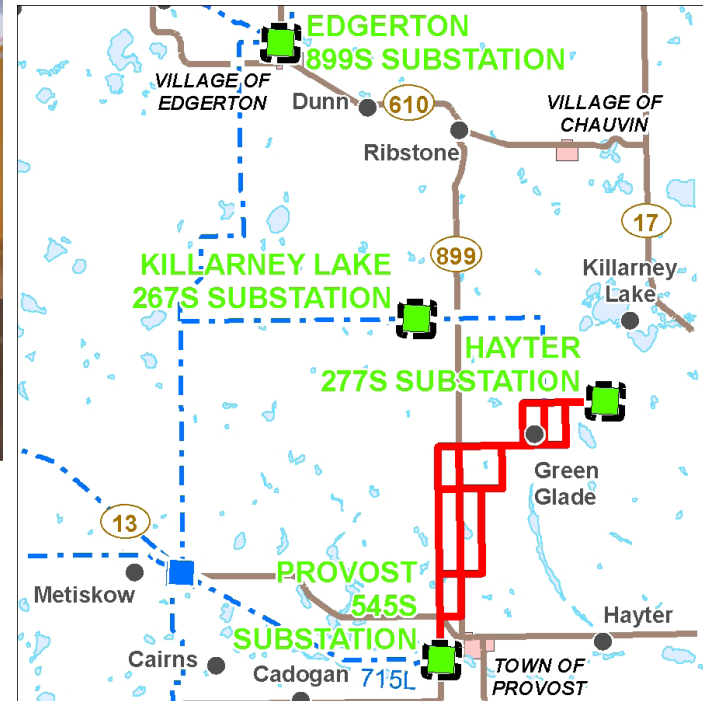 EDGERTON
899S SUBSTATION
VILLAGE OF
EDGERTON
Dunn
610
VILLAGE OF
CHAUVIN
Ribstone
17
899
KILLARNEY LAKE
267S SUBSTATION
Killarney
Lake
HAYTER
277S SUBSTATION
Green
Glade
13
Metiskow
PROVOST
545S
SUBSTATION
Hayter
Cairns
Cadogan
715L
TOWN OF
PROVOST